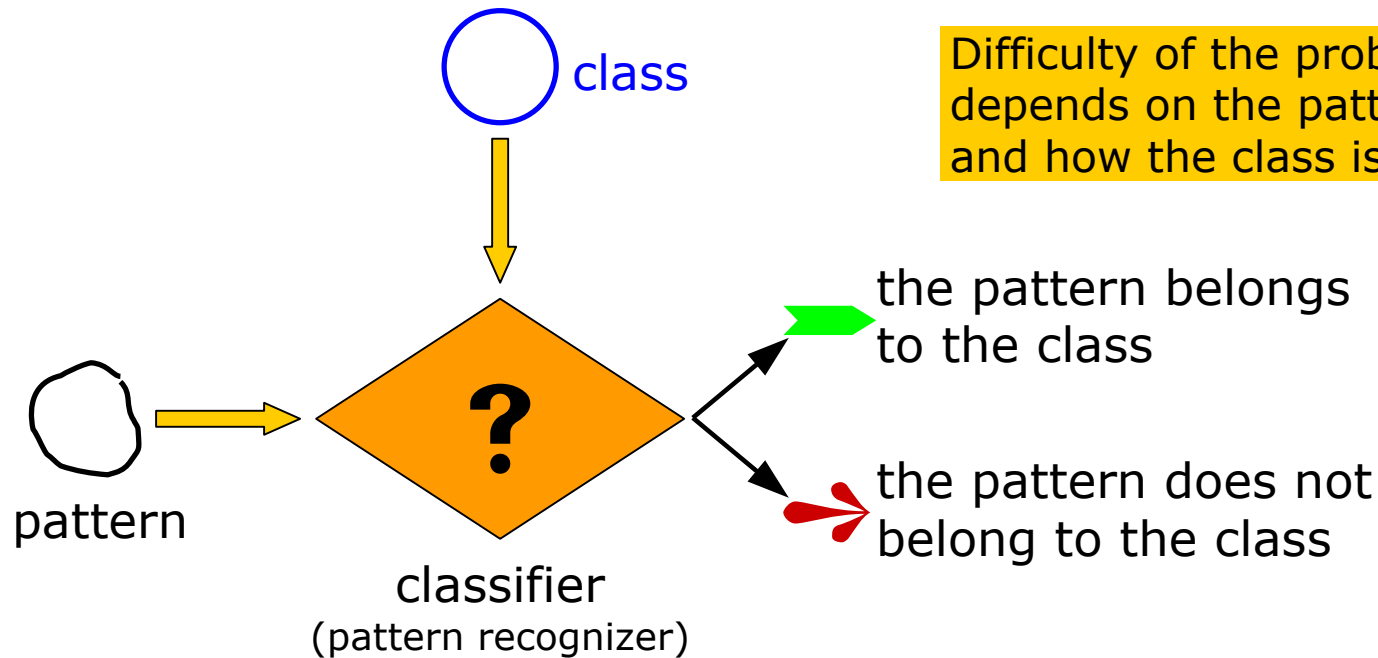 class
Difficulty of the
depends on the
and how the class is
the pattern belongs
to the class
?
pattern
the pattern does not
belong to the class
classifier
(pattern recognizer)